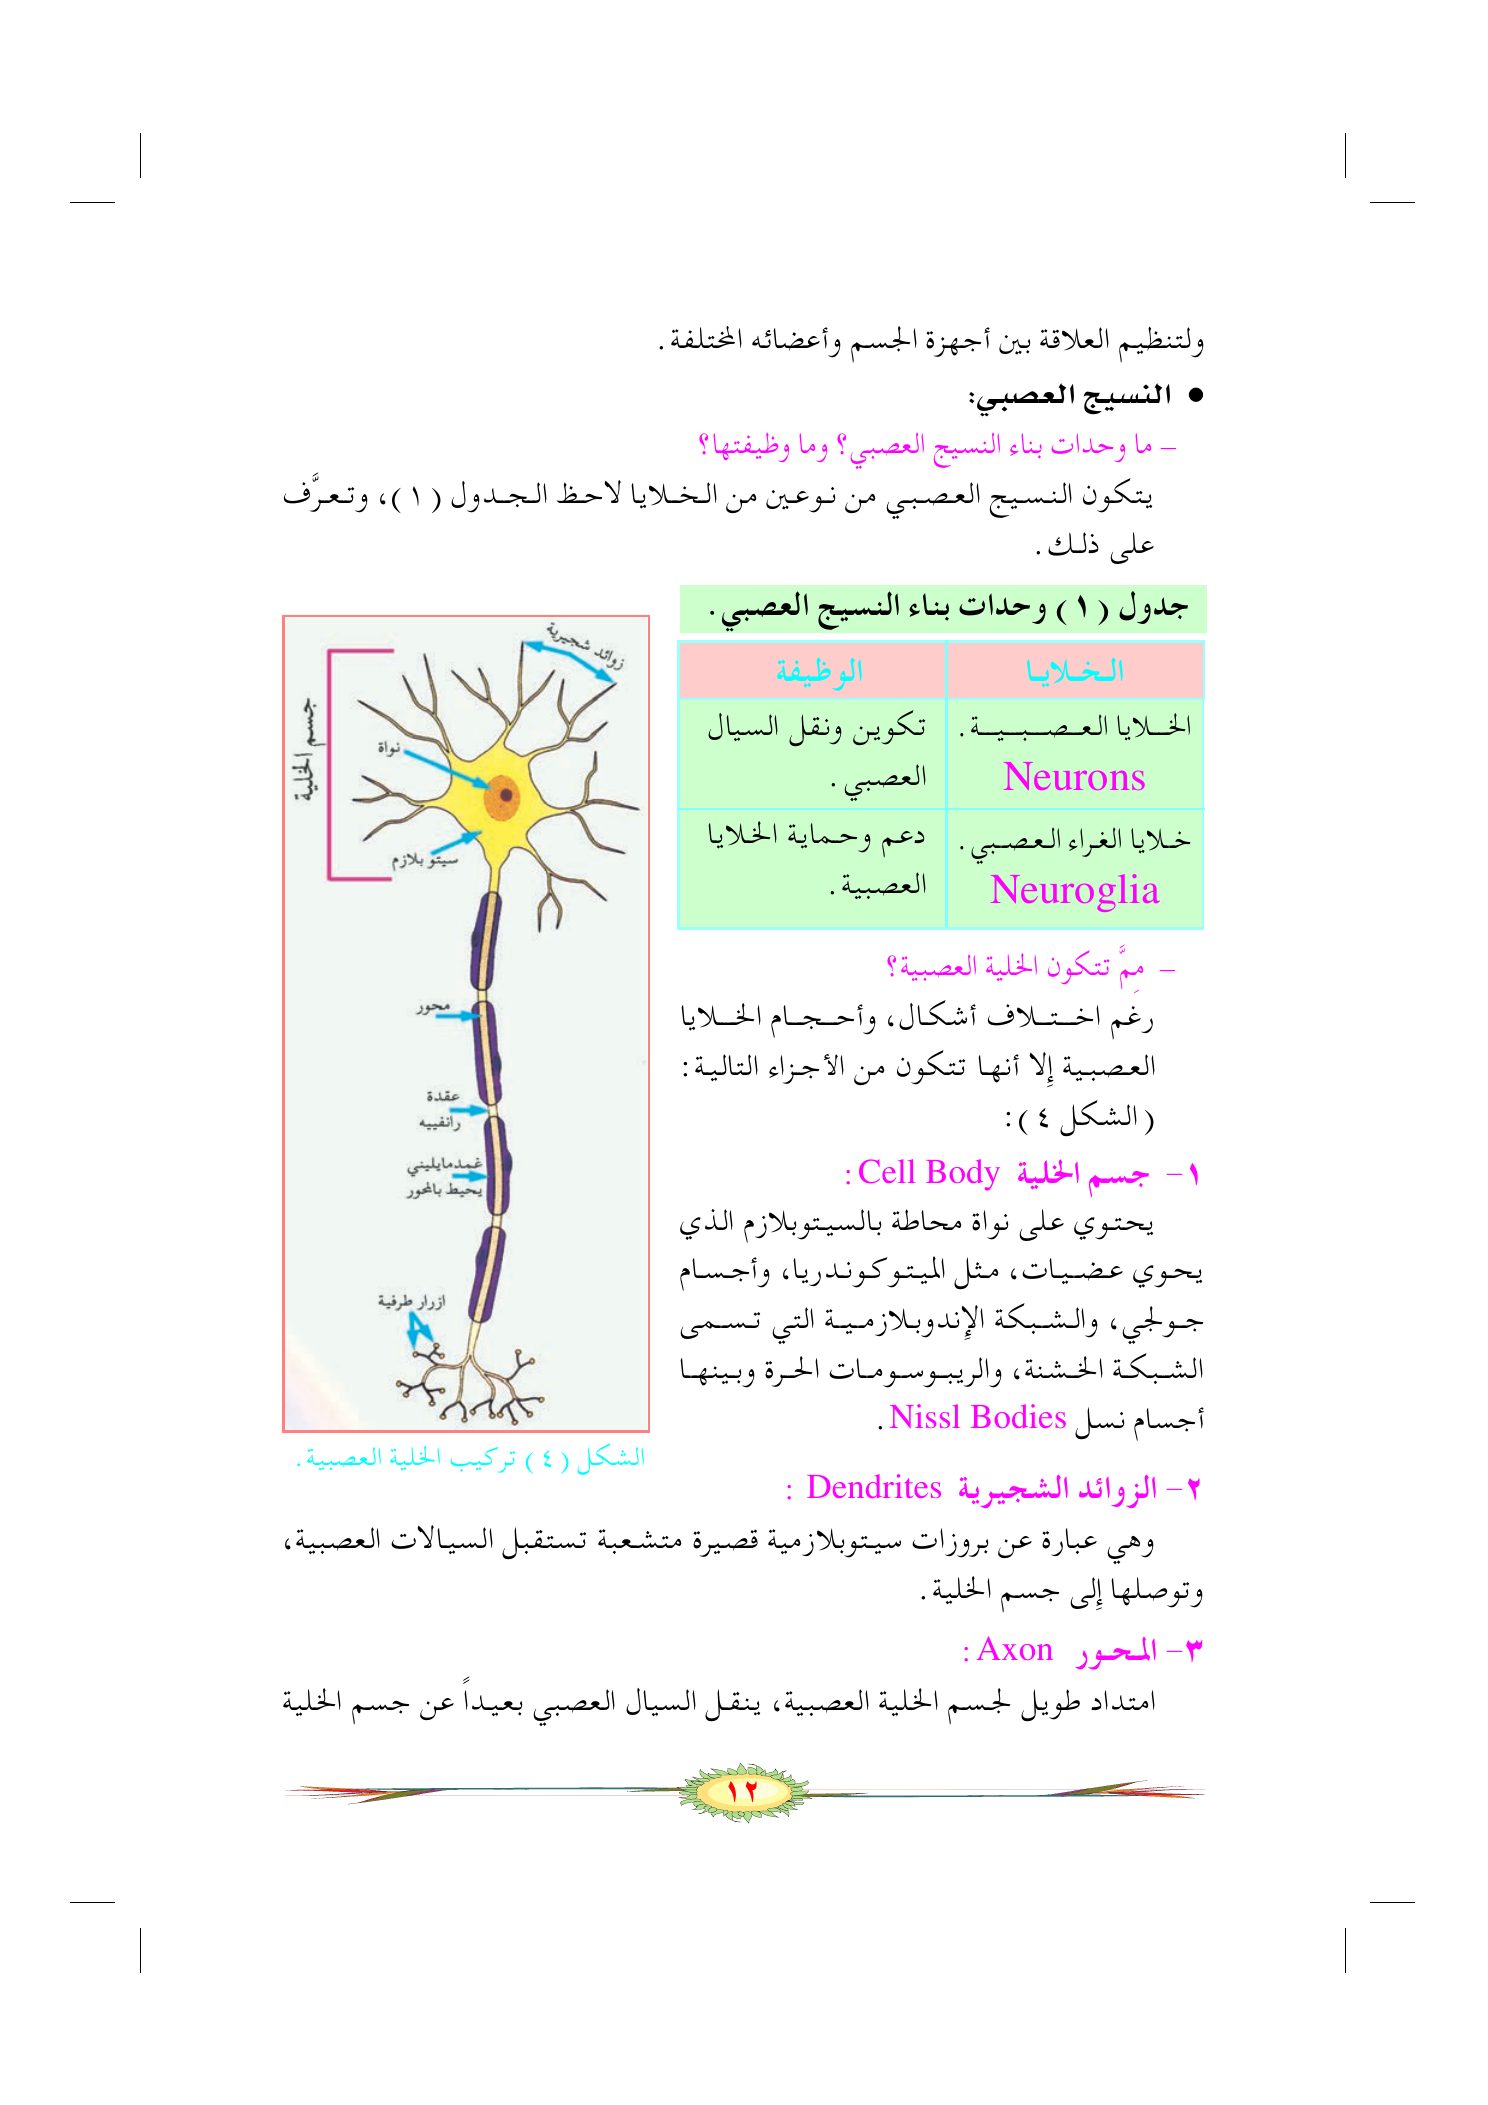 ولتنظيم العلاقة بين أجهزة الجسم وأعضائه المختلفة.
● النسيج العصبي:
– ما وحدات بناء النسيج العصبي؟ وما وظيفتها؟
يتكون النسيج العصبي من نوعين من الخلايا لاحظ الجدول (١)، وتعرَّف
على ذلك.
جدول (١) وحدات بناء النسيج العصبي.
الخلايا الوظيفة
الخلايا العصبية. تكوين ونقل السيال
Neurons العصبي.
خلايا الغراء العصبي. دعم وحماية الخلايا
Neuroglia العصبية.
– مِمَّ تتكون الخلية العصبية؟
رغم اختلاف أشكال، وأحجام الخلايا
العصبية إلا أنها تتكون من الأجزاء التالية:
(الشكل ٤):
١– جسم الخلية Cell Body:
يحتوي على نواة محاطة بالسيتوبلازم الذي
يحوي عضيات، مثل الميتوكوندريا، وأجسام
جولجي، والشبكة الإندوبلازمية التي تسمى
الشبكة الخشنة، والريبوسومات الحرة وبينها
أجسام نسل Nissl Bodies.
زوائد شجيرية
جسم الخلية
نواة
سيتو بلازم
محور
عقدة
رانفييه
غمدمايليني
يحيط بالمحور
ازرار طرفية
الشكل (٤) تركيب الخلية العصبية.
٢– الزوائد الشجيرية Dendrites :
وهي عبارة عن بروزات سيتوبلازمية قصيرة متشعبة تستقبل السيالات العصبية،
وتوصلها إلى جسم الخلية.
٣– المحور Axon:
امتداد طويل لجسم الخلية العصبية، ينقل السيال العصبي بعيداً عن جسم الخلية
١٢